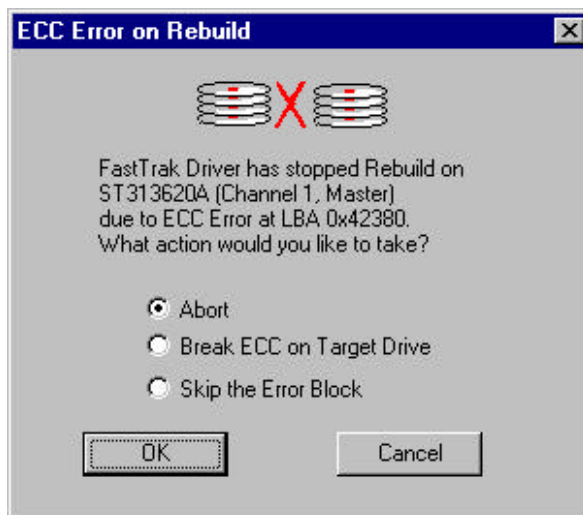 ECC Error on Rebuild
FastTrak Driver has stopped Rebuild on
ST313620A (Channel 1, Master)
due to ECC Error at LBA 0x42380.
What action would you like to take?
Abort
Break ECC on Target Drive
Skip the Error Block
OK
Cancel